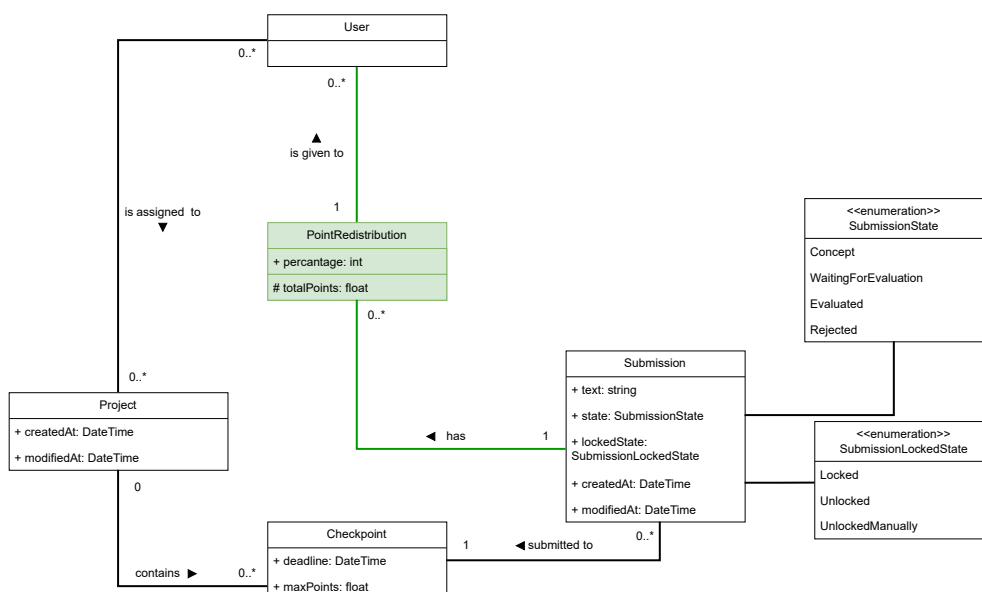 User
0..*
0..*
is given to
is assigned to
1
<<enumeration>>
SubmissionState
Concept
WaitingForEvaluation
Evaluated
Rejected
PointRedistribution
+ percantage: int
# totalPoints: float
0..*
0..*
Submission
+ text: string
+ state: SubmissionState
+ lockedState:
SubmissionLockedState
+ createdAt: DateTime
+ modifiedAt: DateTime
Project
+ createdAt: DateTime
+ modifiedAt: DateTime
has
1
<<enumeration>>
SubmissionLockedState
Locked
Unlocked
UnlockedManually
0
Checkpoint
+ deadline: DateTime
+ maxPoints: float
1
submitted to
0..*
contains
0..*